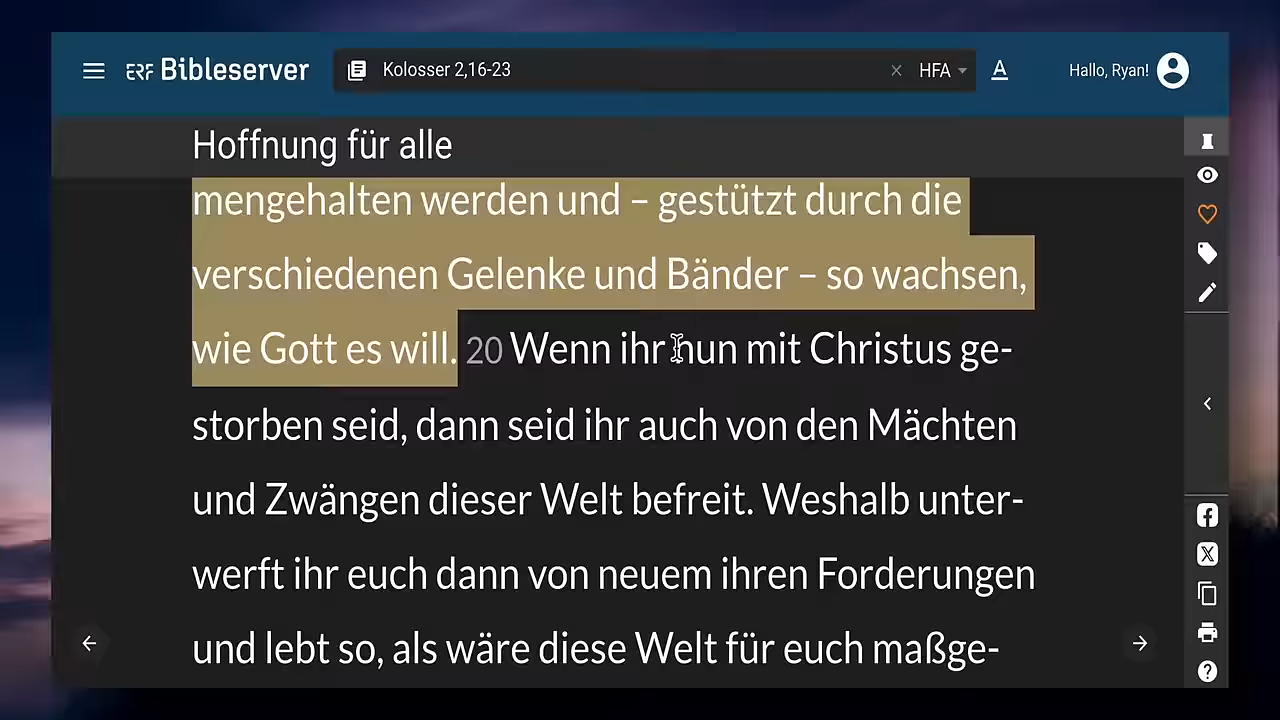 ERF Bibleserver
Kolosser 2,16-23
HFA
A
Hallo, Ryan!
Hoffnung für alle
mengehalten werden und – gestützt durch die
verschiedenen Gelenke und Bänder – so wachsen,
wie Gott es will. 20 Wenn ihr nun mit Christus ge-
storben seid, dann seid ihr auch von den Mächten
und Zwängen dieser Welt befreit. Weshalb unter-
werft ihr euch dann von neuem ihren Forderungen
und lebt so, als wäre diese Welt für euch maßge-